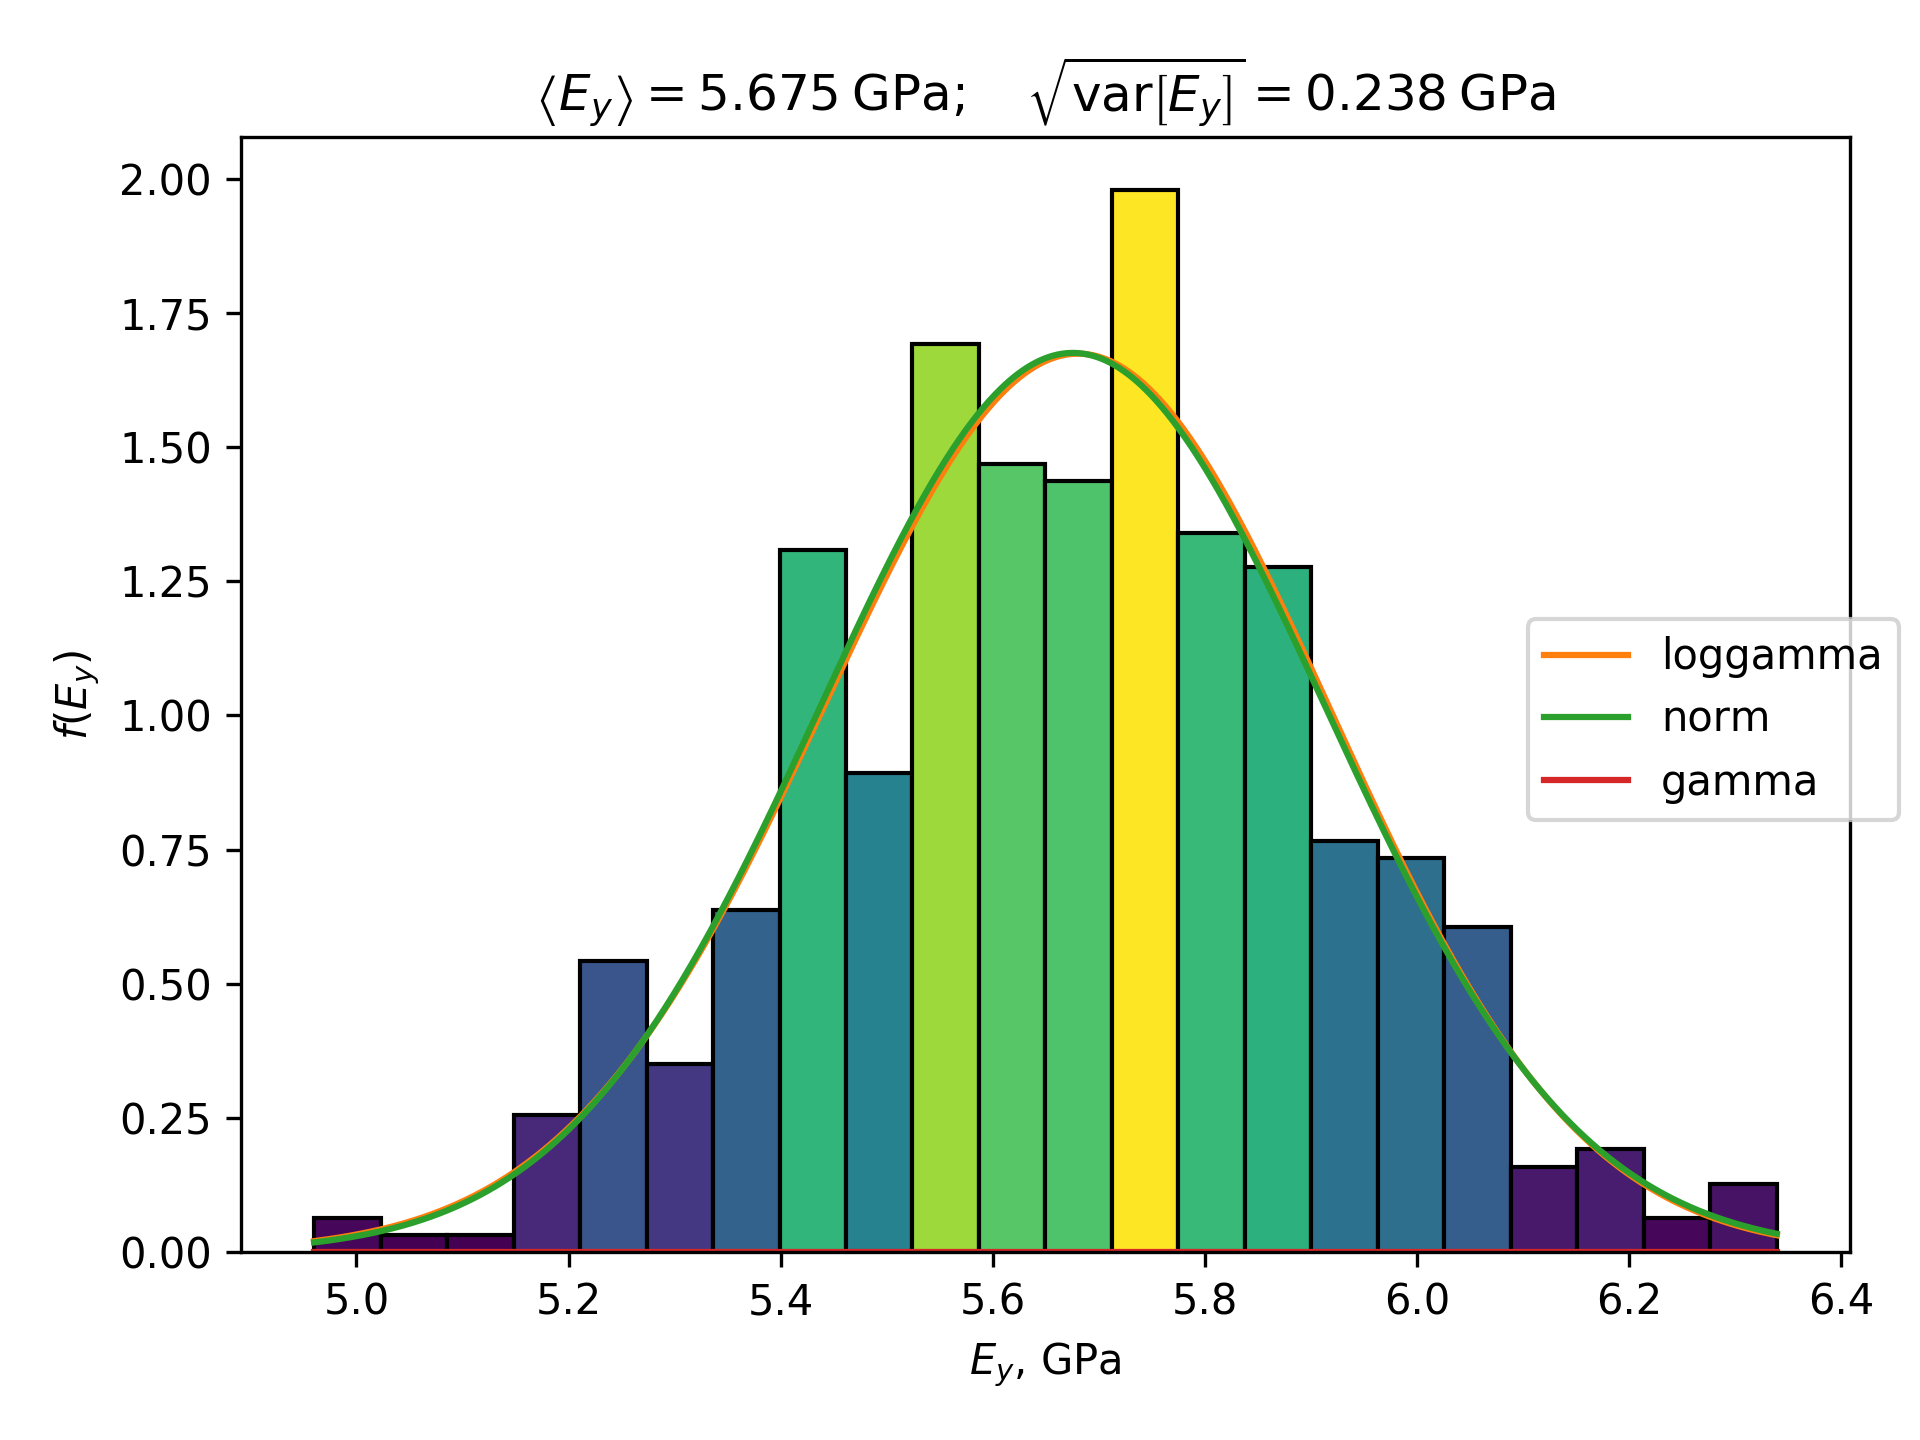 ⟨E_y⟩ = 5.675 GPa; √var[E_y] = 0.238 GPa
2.00
1.75
1.50
1.25
1.00
0.75
0.50
0.25
0.00
f(E_y)
loggamma
norm
gamma
5.0 5.2 5.4 5.6 5.8 6.0 6.2 6.4
E_y, GPa